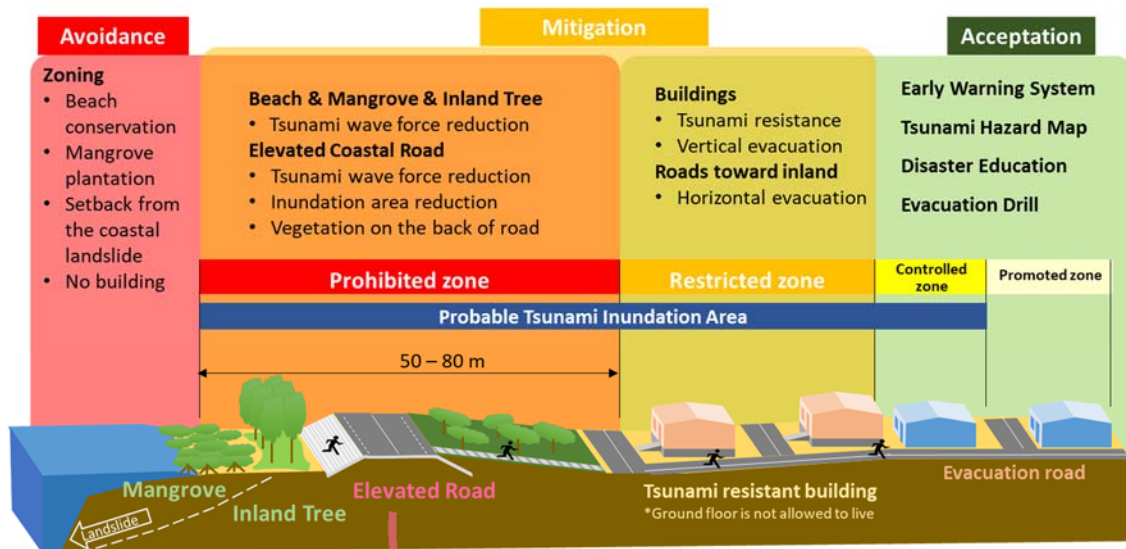 Avoidance
Mitigation
Acceptation
Zoning
• Beach
conservation
• Mangrove
plantation
• Setback from
the coastal
landslide
• No building
Beach & Mangrove & Inland Tree
• Tsunami wave force reduction
Elevated Coastal Road
• Tsunami wave force reduction
• Inundation area reduction
• Vegetation on the back of road
Buildings
• Tsunami resistance
• Vertical evacuation
Roads toward inland
• Horizontal evacuation
Early Warning System
Tsunami Hazard Map
Disaster Education
Evacuation Drill
Prohibited zone
Restricted zone
Controlled
zone
Promoted zone
Probable Tsunami Inundation Area
50 – 80 m
Mangrove
Inland Tree
Landslide
Elevated Road
Tsunami resistant building
*Ground floor is not allowed to live
Evacuation road